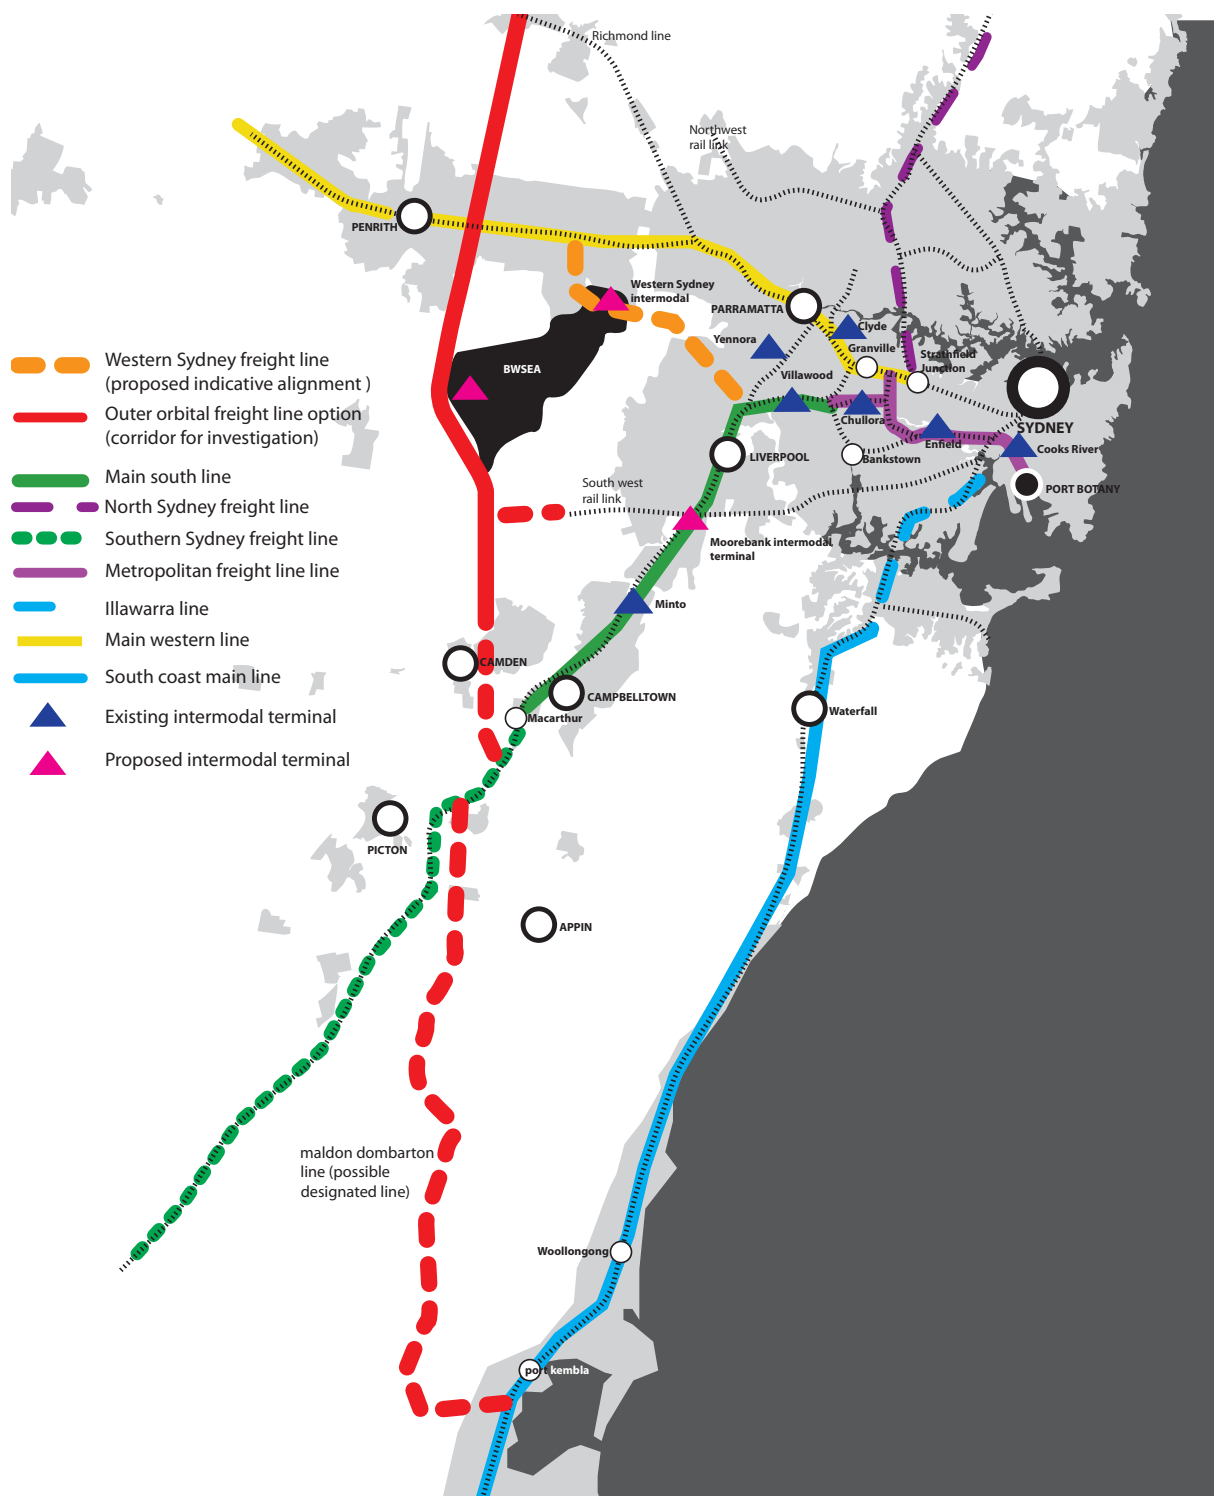 Richmond line
Northwest
rail link
PENRITH
Western Sydney
intermodal
PARRAMATTA
Clyde
Yennora
Granville
Strathfield
Junction
BWSEA
Villawood
SYDNEY
Chullora
Enfield
Cooks River
LIVERPOOL
Bankstown
PORT BOTANY
South west
rail link
Moorebank intermodal
terminal
Minto
CAMDEN
CAMPBELLTOWN
Macarthur
Waterfall
PICTON
APPIN
maldon dombarton
line (possible
designated line)
Woollongong
port kembla
Western Sydney freight line
(proposed indicative alignment )
Outer orbital freight line option
(corridor for investigation)
Main south line
North Sydney freight line
Southern Sydney freight line
Metropolitan freight line line
Illawarra line
Main western line
South coast main line
Existing intermodal terminal
Proposed intermodal terminal